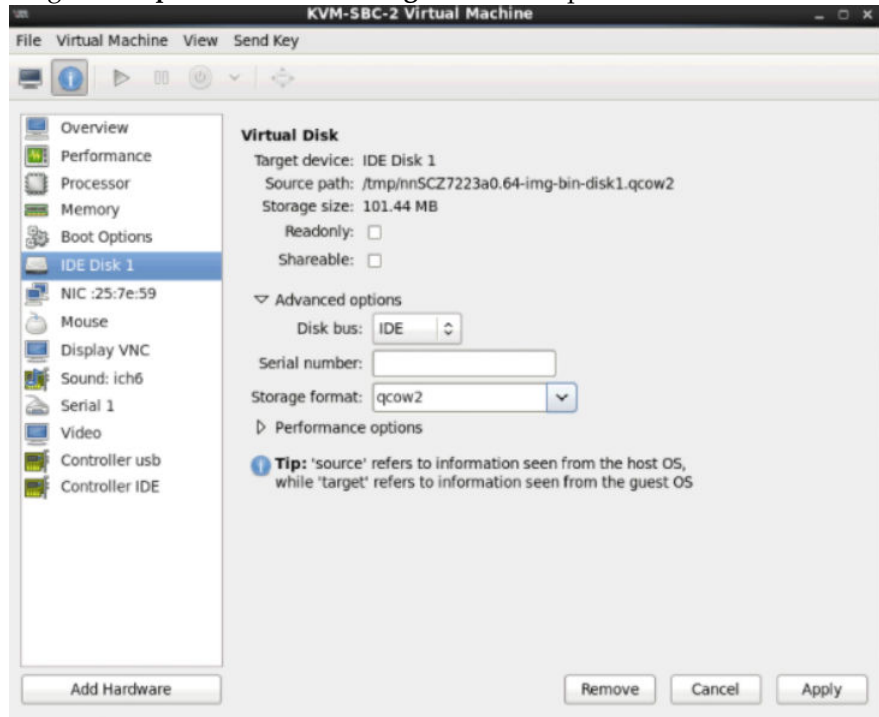 KVM-SBC-2 Virtual Machine
File Virtual Machine View Send Key
Overview
Performance
Processor
Memory
Boot Options
IDE Disk 1
NIC :25:7e:59
Mouse
Display VNC
Sound: ich6
Serial 1
Video
Controller usb
Controller IDE
Add Hardware
Virtual Disk
Target device: IDE Disk 1
Source path: /tmp/nnSCZ7223a0.64-img-bin-disk1.qcow2
Storage size: 101.44 MB
Readonly:
Shareable:
Advanced options
Disk bus: IDE
Serial number:
Storage format: qcow2
Performance options
Tip: 'source' refers to information seen from the host OS,
while 'target' refers to information seen from the guest OS
Remove Cancel Apply